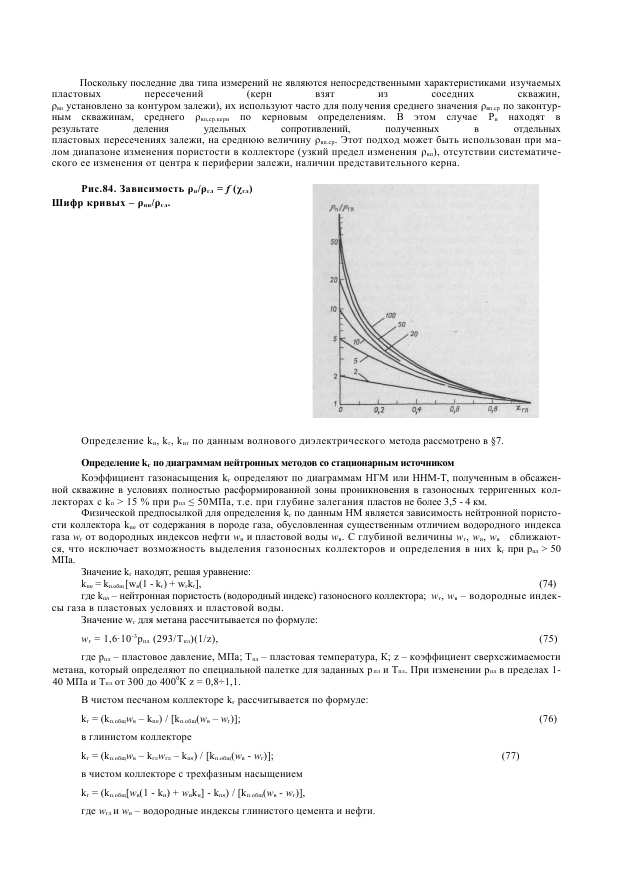 Поскольку последние два типа измерений не являются непосредственными характеристиками изучаемых
пластовых пересечений (керн взят из соседних скважин,
ρвп установлено за контуром залежи), их используют часто для получения среднего значения ρвп.ср по законтур-
ным скважинам, среднего ρвп.ср.керн по керновым определениям. В этом случае Pн находят в
результате деления удельных сопротивлений, полученных в отдельных
пластовых пересечениях залежи, на среднюю величину ρвп.ср. Этот подход может быть использован при ма-
лом диапазоне изменения пористости в коллекторе (узкий предел изменения ρвп), отсутствии систематиче-
ского ее изменения от центра к периферии залежи, наличии представительного керна.
Рис.84. Зависимость ρп/ρгл = f (χгл)
Шифр кривых – ρнп/ρгл.
ρп/ρгл
50
20
10
5
2
1
100
50
20
10
5
2
0
0,2
0,4
0,6
0,8
χгл
Определение kв, kг, kнг по данным волнового диэлектрического метода рассмотрено в §7.
Определение kг по диаграммам нейтронных методов со стационарным источником
Коэффициент газонасыщения kг определяют по диаграммам НГМ или ННМ-Т, полученным в обсажен-
ной скважине в условиях полностью расформированной зоны проникновения в газоносных терригенных кол-
лекторах с kп > 15 % при pпл ≤ 50МПа, т.е. при глубине залегания пластов не более 3,5 - 4 км.
Физической предпосылкой для определения kг по данным НМ является зависимость нейтронной пористо-
сти коллектора kпн от содержания в породе газа, обусловленная существенным отличием водородного индекса
газа wг от водородных индексов нефти wн и пластовой воды wв. С глубиной величины wг, wн, wв сближают-
ся, что исключает возможность выделения газоносных коллекторов и определения в них kг при pпл > 50
МПа.
Значение kг находят, решая уравнение:
kпн = kп.общ[wв(1 - kг) + wгkг], (74)
где kпн – нейтронная пористость (водородный индекс) газоносного коллектора; wг, wв – водородные индек-
сы газа в пластовых условиях и пластовой воды.
Значение wг для метана рассчитывается по формуле:
wг = 1,6·10⁻³pпл (293/Tпл)(1/z), (75)
где pпл – пластовое давление, МПа; Tпл – пластовая температура, К; z – коэффициент сверхсжимаемости
метана, который определяют по специальной палетке для заданных pпл и Tпл. При изменении pпл в пределах 1-
40 МПа и Tпл от 300 до 400⁰К z = 0,8÷1,1.
В чистом песчаном коллекторе kг рассчитывается по формуле:
kг = (kп.общwв – kпн) / [kп.общ(wв – wг)]; (76)
в глинистом коллекторе
kг = (kп.общwв – kглwгл – kпн) / [kп.общ(wв - wг)]; (77)
в чистом коллекторе с трехфазным насыщением
kг = (kп.общ[wв(1 - kн) + wнkн] - kпн) / [kп.общ(wв - wг)],
где wгл и wн – водородные индексы глинистого цемента и нефти.